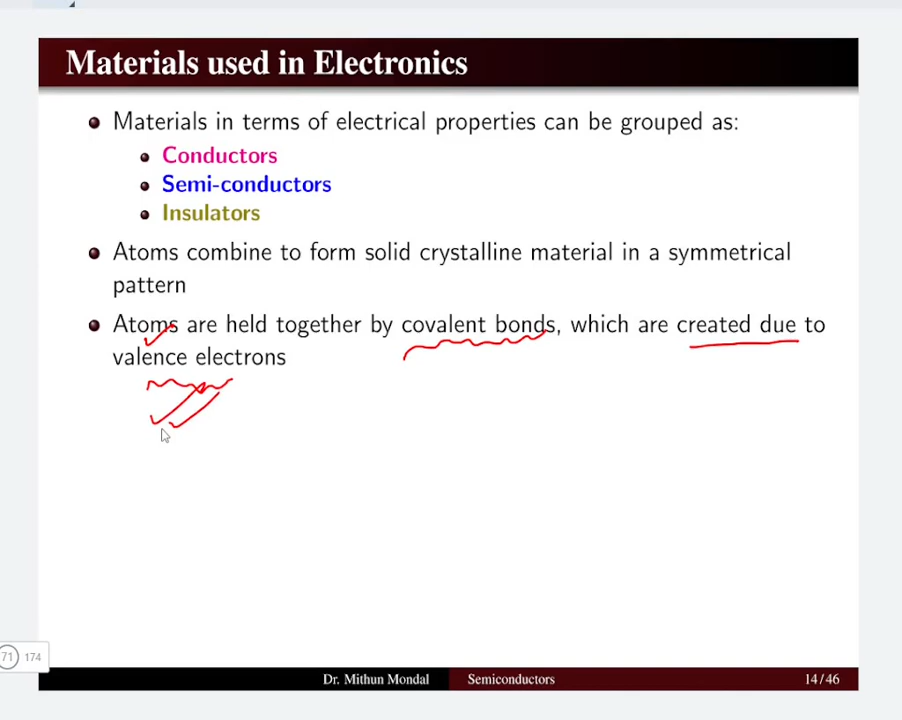 Materials used in Electronics
Materials in terms of electrical properties can be grouped as:
Conductors
Semi-conductors
Insulators
Atoms combine to form solid crystalline material in a symmetrical
pattern
Atoms are held together by covalent bonds, which are created due to
valence electrons
71 174
Dr. Mithun Mondal Semiconductors 14/46